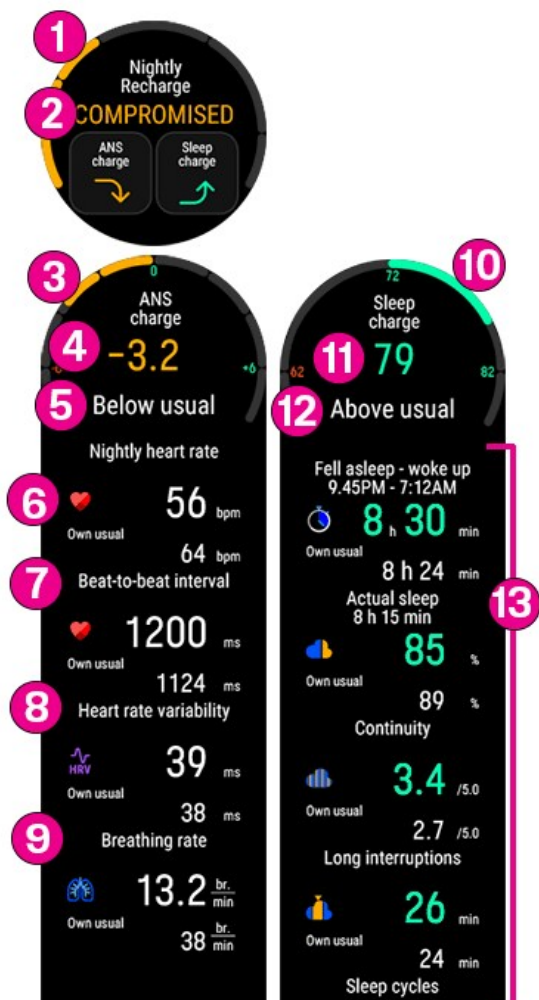 1
Nightly
Recharge
2
COMPROMISED
ANS
charge
Sleep
charge
3
0
ANS
charge
4
-3.2
+6
5
Below usual
Nightly heart rate
6
56 bpm
Own usual
64 bpm
7
Beat-to-beat interval
1200 ms
Own usual
1124 ms
8
Heart rate variability
HRV
39 ms
Own usual
38 ms
9
Breathing rate
13.2 br.
min
Own usual
38 br.
min
10
72
Sleep
charge
11
79
62
82
12
Above usual
13
Fell asleep - woke up
9.45PM - 7:12AM
8 h 30 min
Own usual
8 h 24 min
Actual sleep
8 h 15 min
85 %
Own usual
89 %
Continuity
3.4 /5.0
Own usual
2.7 /5.0
Long interruptions
26 min
Own usual
24 min
Sleep cycles